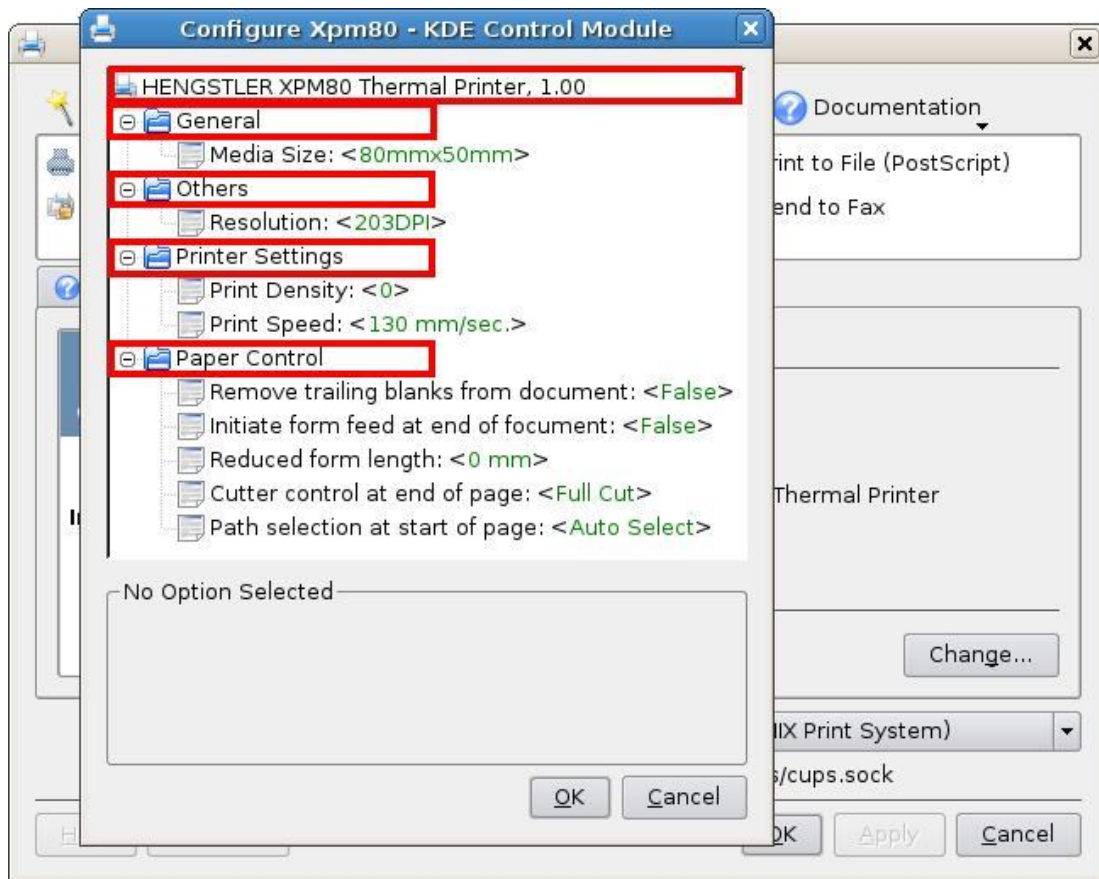 Configure Xpm80 - KDE Control Module
HENGSTLER XPM80 Thermal Printer, 1.00
General
Media Size: <80mmx50mm>
Others
Resolution: <203DPI>
Printer Settings
Print Density: <0>
Print Speed: <130 mm/sec.>
Paper Control
Remove trailing blanks from document: <False>
Initiate form feed at end of focument: <False>
Reduced form length: <0 mm>
Cutter control at end of page: <Full Cut>
Path selection at start of page: <Auto Select>
No Option Selected
OK Cancel
Documentation
rint to File (PostScript)
end to Fax
Thermal Printer
Change...
IX Print System)
s/cups.sock
OK Apply Cancel